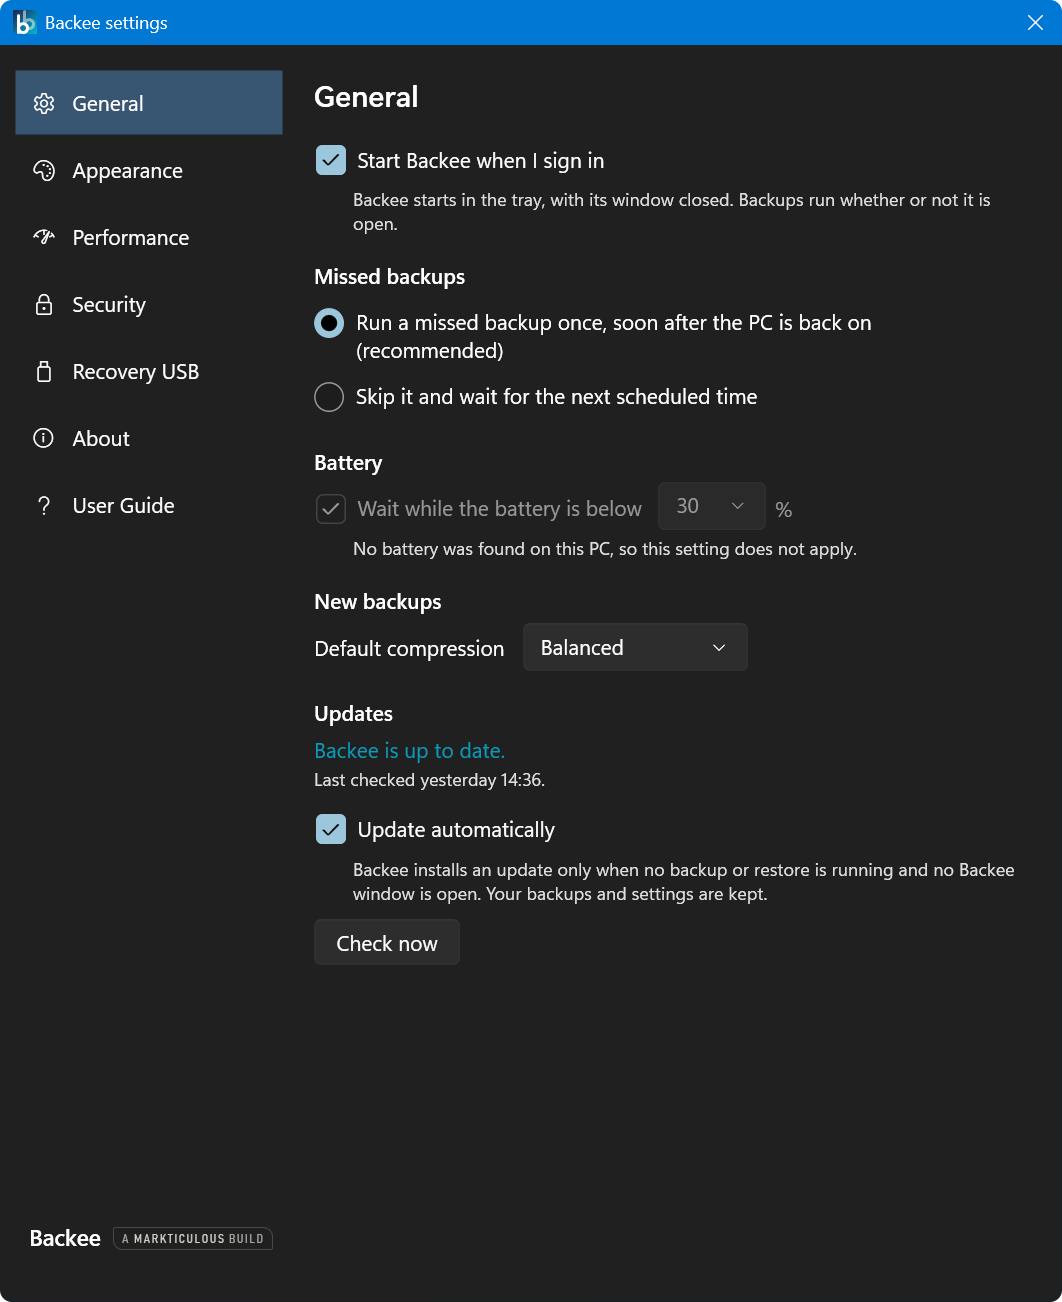 Backee settings
General
Appearance
Performance
Security
Recovery USB
About
User Guide
General
Start Backee when I sign in
Backee starts in the tray, with its window closed. Backups run whether or not it is
open.
Missed backups
Run a missed backup once, soon after the PC is back on
(recommended)
Skip it and wait for the next scheduled time
Battery
Wait while the battery is below 30 %
No battery was found on this PC, so this setting does not apply.
New backups
Default compression Balanced
Updates
Backee is up to date.
Last checked yesterday 14:36.
Update automatically
Backee installs an update only when no backup or restore is running and no Backee
window is open. Your backups and settings are kept.
Check now
Backee A MARKTICULOUS BUILD